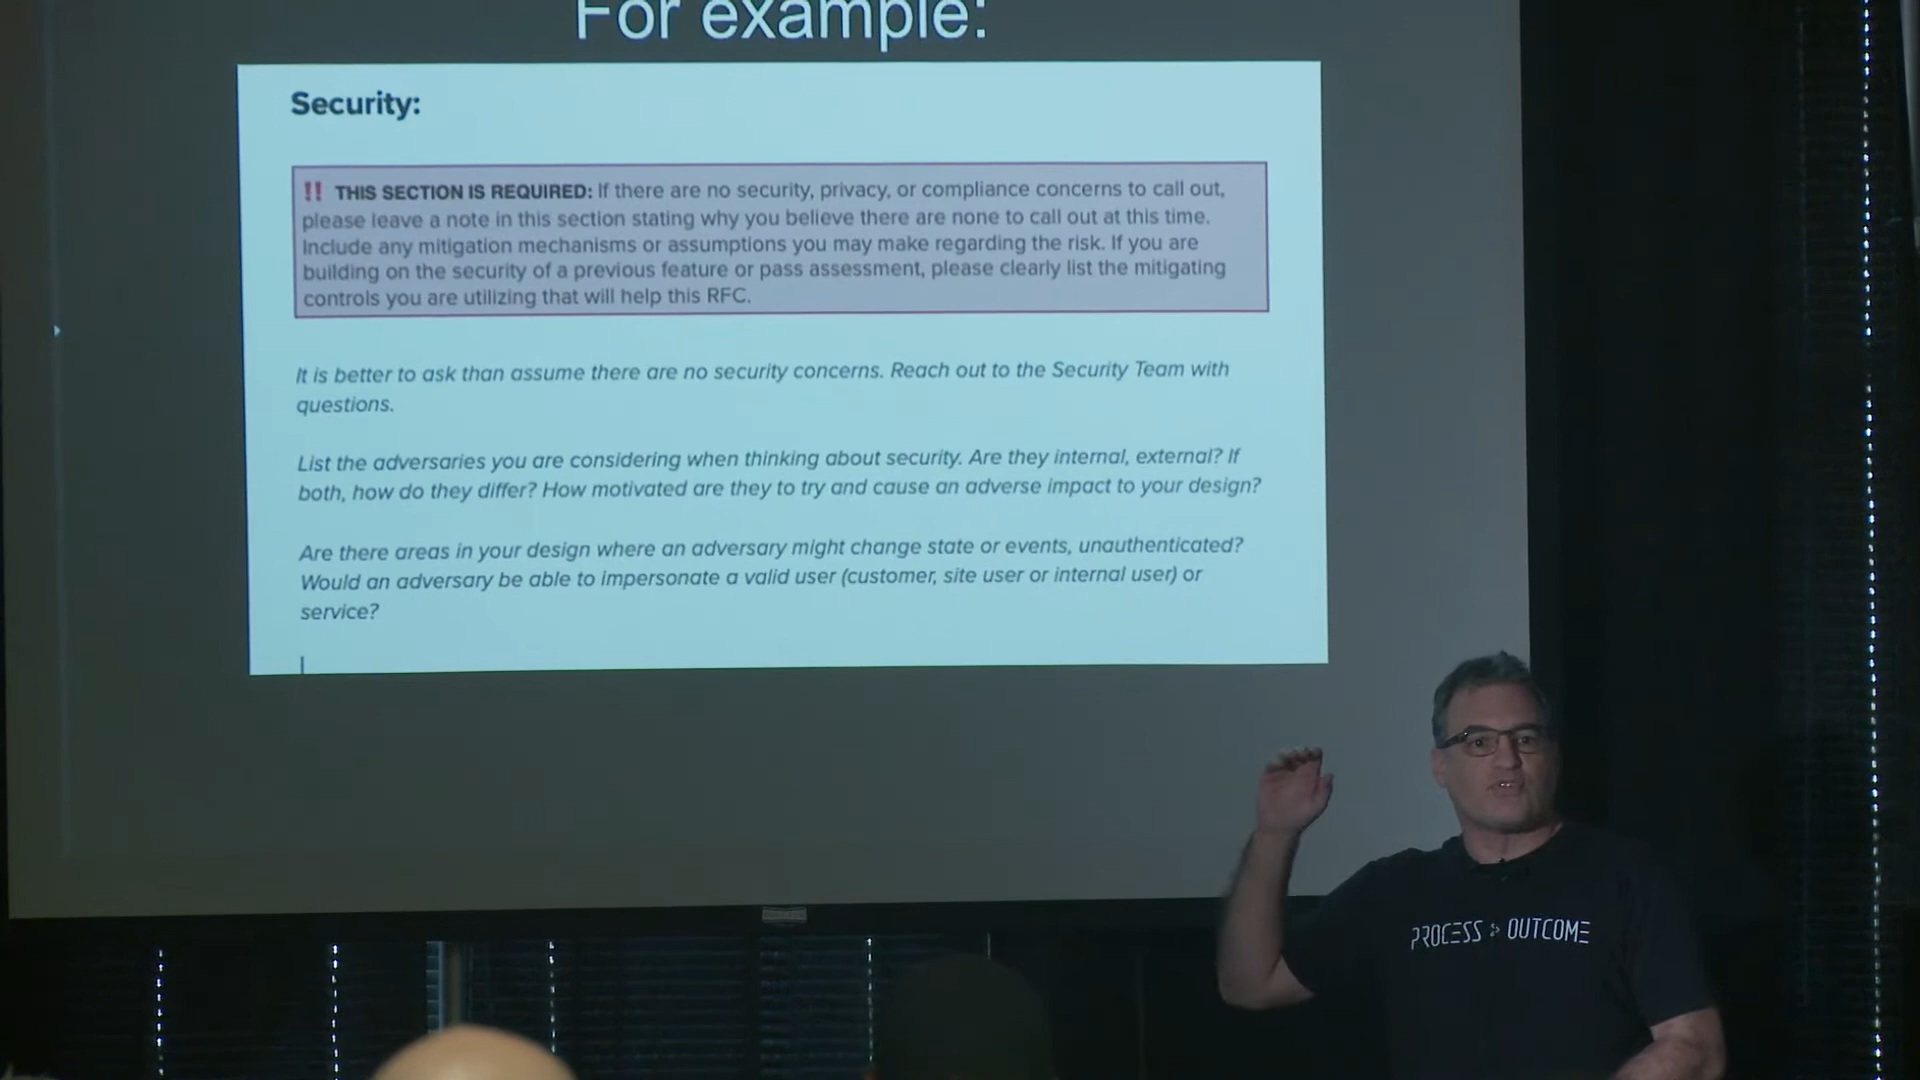 For example:
Security:
!! THIS SECTION IS REQUIRED: If there are no security, privacy, or compliance concerns to call out,
please leave a note in this section stating why you believe there are none to call out at this time.
Include any mitigation mechanisms or assumptions you may make regarding the risk. If you are
building on the security of a previous feature or pass assessment, please clearly list the mitigating
controls you are utilizing that will help this RFC.
It is better to ask than assume there are no security concerns. Reach out to the Security Team with
questions.
List the adversaries you are considering when thinking about security. Are they internal, external? If
both, how do they differ? How motivated are they to try and cause an adverse impact to your design?
Are there areas in your design where an adversary might change state or events, unauthenticated?
Would an adversary be able to impersonate a valid user (customer, site user or internal user) or
service?
PROCESS OUTCOME